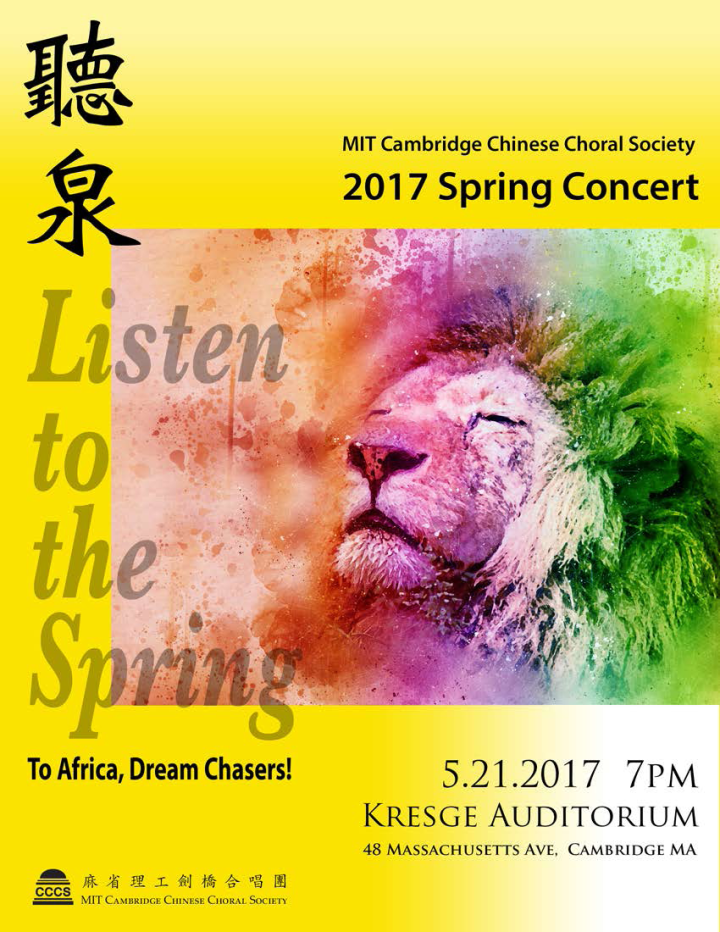 聽
泉
MIT Cambridge Chinese Choral Society
2017 Spring Concert
Listen
to
the
Spring
To Africa, Dream Chasers!
5.21.2017 7PM
KRESGE AUDITORIUM
48 MASSACHUSETTS AVE, CAMBRIDGE MA
CCCS
麻省理工劍橋合唱團
MIT CAMBRIDGE CHINESE CHORAL SOCIETY